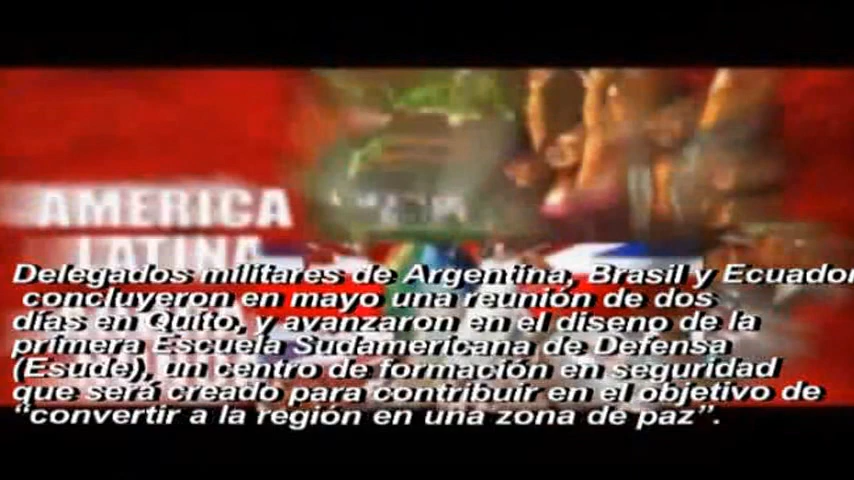 AMERICA
LATINA
Delegados militares de Argentina, Brasil y Ecuador
concluyeron en mayo una reunión de dos
días en Quito, y avanzaron en el diseno de la
primera Escuela Sudamericana de Defensa
(Esude), un centro de formación en seguridad
que será creado para contribuir en el objetivo de
“convertir a la región en una zona de paz”.